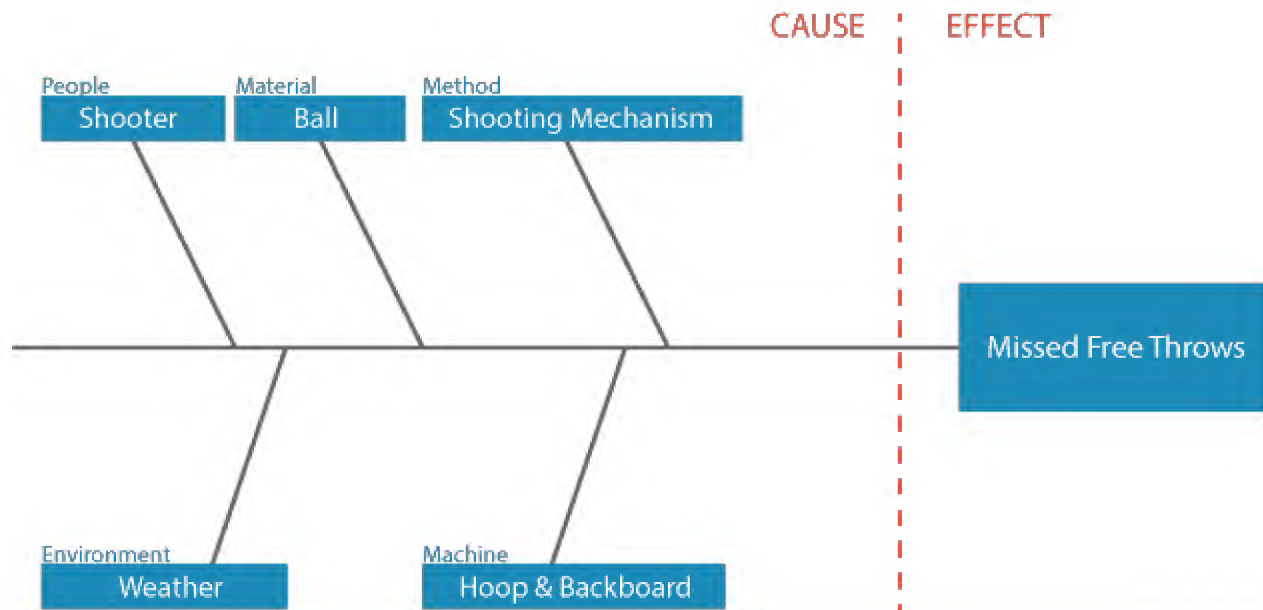 CAUSE
EFFECT
People
Shooter
Material
Ball
Method
Shooting Mechanism
Missed Free Throws
Environment
Weather
Machine
Hoop & Backboard